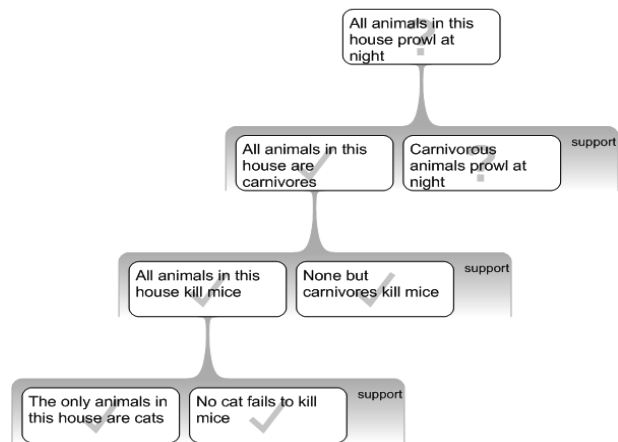 All animals in this
house prowl at
night
All animals in this
house are
carnivores
Carnivorous
animals prowl at
night
support
All animals in this
house kill mice
None but
carnivores kill mice
support
The only animals in
this house are cats
No cat fails to kill
mice
support